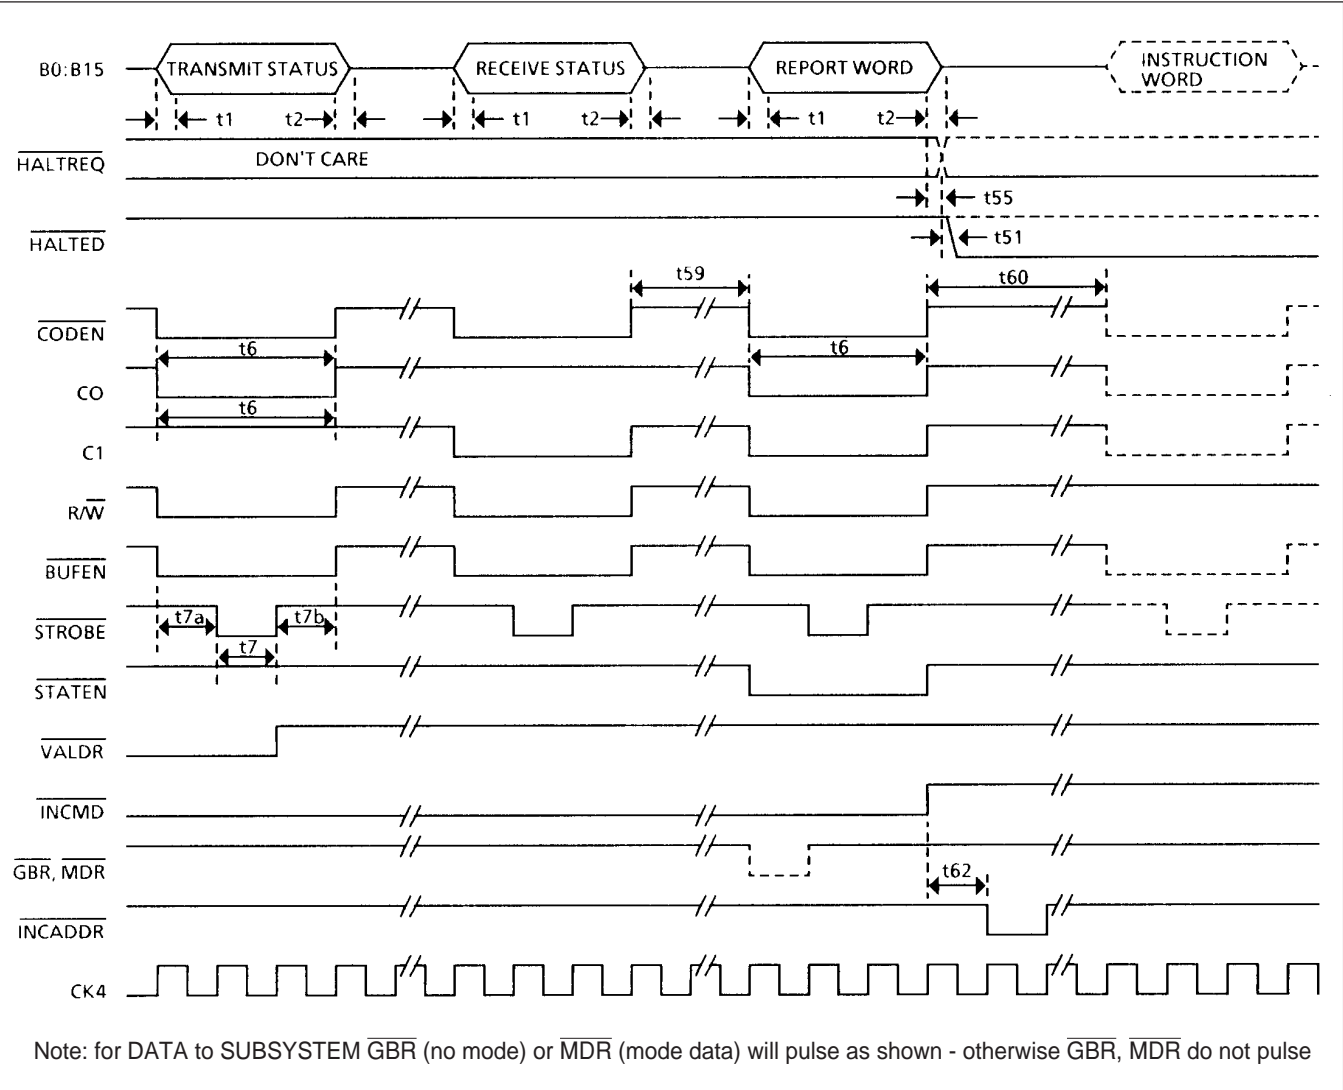 B0:B15 TRANSMIT STATUS RECEIVE STATUS REPORT WORD INSTRUCTION
WORD
t1 t2 t1 t2 t1 t2
HALTREQ DON'T CARE
t55
HALTED t51
t59 t60
CODEN
t6 t6
CO
t6
C1
R/W
BUFEN
STROBE t7a t7b
t7
STATEN
VALDR
INCMD
GBR, MDR
t62
INCADDR
CK4
Note: for DATA to SUBSYSTEM GBR (no mode) or MDR (mode data) will pulse as shown - otherwise GBR, MDR do not pulse